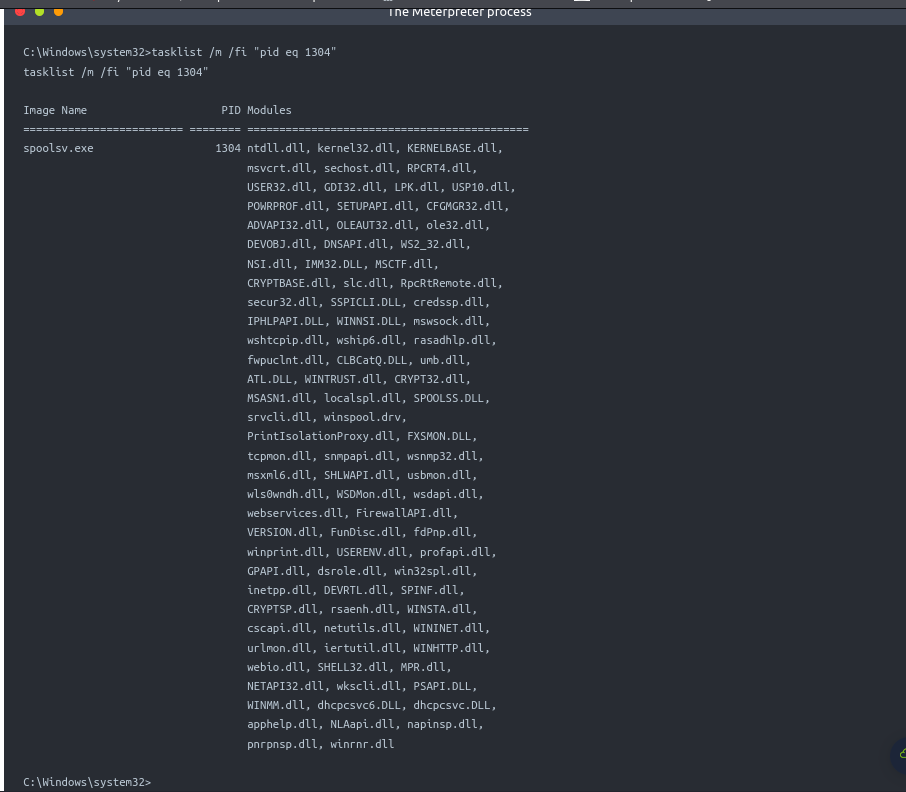 The Meterpreter process
C:\Windows\system32>tasklist /m /fi "pid eq 1304"
tasklist /m /fi "pid eq 1304"
Image Name                     PID Modules
========================= ======== ============================================
spoolsv.exe                   1304 ntdll.dll, kernel32.dll, KERNELBASE.dll,
msvcrt.dll, sechost.dll, RPCRT4.dll,
USER32.dll, GDI32.dll, LPK.dll, USP10.dll,
POWRPROF.dll, SETUPAPI.dll, CFGMGR32.dll,
ADVAPI32.dll, OLEAUT32.dll, ole32.dll,
DEVOBJ.dll, DNSAPI.dll, WS2_32.dll,
NSI.dll, IMM32.DLL, MSCTF.dll,
CRYPTBASE.dll, slc.dll, RpcRtRemote.dll,
secur32.dll, SSPICLI.DLL, credssp.dll,
IPHLPAPI.DLL, WINNSI.DLL, mswsock.dll,
wshtcpip.dll, wship6.dll, rasadhlp.dll,
fwpuclnt.dll, CLBCatQ.DLL, umb.dll,
ATL.DLL, WINTRUST.dll, CRYPT32.dll,
MSASN1.dll, localspl.dll, SPOOLSS.DLL,
srvcli.dll, winspool.drv,
PrintIsolationProxy.dll, FXSMON.DLL,
tcpmon.dll, snmpapi.dll, wsnmp32.dll,
msxml6.dll, SHLWAPI.dll, usbmon.dll,
wls0wndh.dll, WSDMon.dll, wsdapi.dll,
webservices.dll, FirewallAPI.dll,
VERSION.dll, FunDisc.dll, fdPnp.dll,
winprint.dll, USERENV.dll, profapi.dll,
GPAPI.dll, dsrole.dll, win32spl.dll,
inetpp.dll, DEVRTL.dll, SPINF.dll,
CRYPTSP.dll, rsaenh.dll, WINSTA.dll,
cscapi.dll, netutils.dll, WININET.dll,
urlmon.dll, iertutil.dll, WINHTTP.dll,
webio.dll, SHELL32.dll, MPR.dll,
NETAPI32.dll, wkscli.dll, PSAPI.DLL,
WINMM.dll, dhcpcsvc6.DLL, dhcpcsvc.DLL,
apphelp.dll, NLAapi.dll, napinsp.dll,
pnrpnsp.dll, winrnr.dll
C:\Windows\system32>